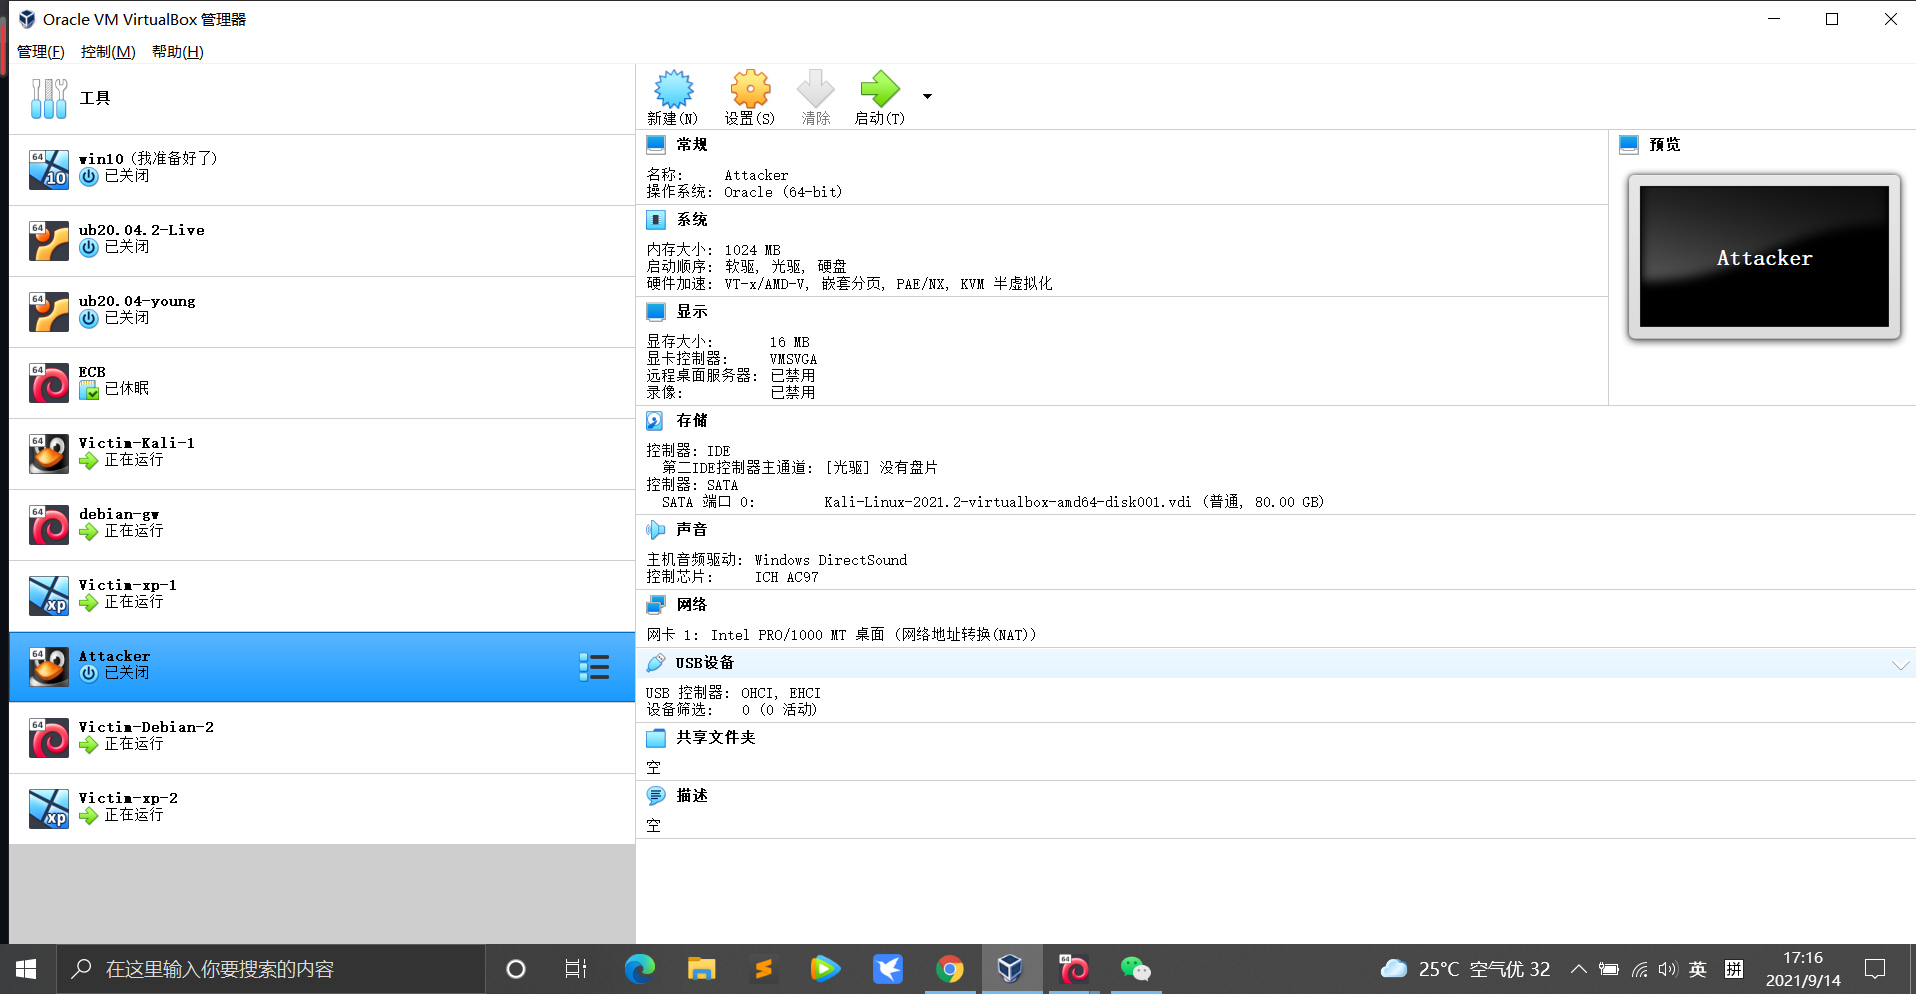 Oracle VM VirtualBox 管理器
管理(F) 控制(M) 帮助(H)
工具
64
10
win10 (我准备好了)
已关闭
64
ub20.04.2-Live
已关闭
64
ub20.04-young
已关闭
64
ECB
已休眠
64
Victim-Kali-1
正在运行
64
debian-gw
正在运行
64
xp
Victim-xp-1
正在运行
64
Attacker
已关闭
64
Victim-Debian-2
正在运行
64
xp
Victim-xp-2
正在运行
新建(N) 设置(S) 清除 启动(T)
常规
名称: Attacker
操作系统: Oracle (64-bit)
系统
内存大小: 1024 MB
启动顺序: 软驱, 光驱, 硬盘
硬件加速: VT-x/AMD-V, 嵌套分页, PAE/NX, KVM 半虚拟化
显示
显存大小: 16 MB
显卡控制器: VMSVGA
远程桌面服务器: 已禁用
录像: 已禁用
预览
Attacker
存储
控制器: IDE
第二IDE控制器主通道: [光驱] 没有盘片
控制器: SATA
SATA 端口 0: Kali-Linux-2021.2-virtualbox-amd64-disk001.vdi (普通, 80.00 GB)
声音
主机音频驱动: Windows DirectSound
控制芯片: ICH AC97
网络
网卡 1: Intel PRO/1000 MT 桌面 (网络地址转换(NAT))
USB设备
USB 控制器: OHCI, EHCI
设备筛选: 0 (0 活动)
共享文件夹
空
描述
空
在这里输入你要搜索的内容
64
25°C 空气优 32
英
拼
17:16
2021/9/14